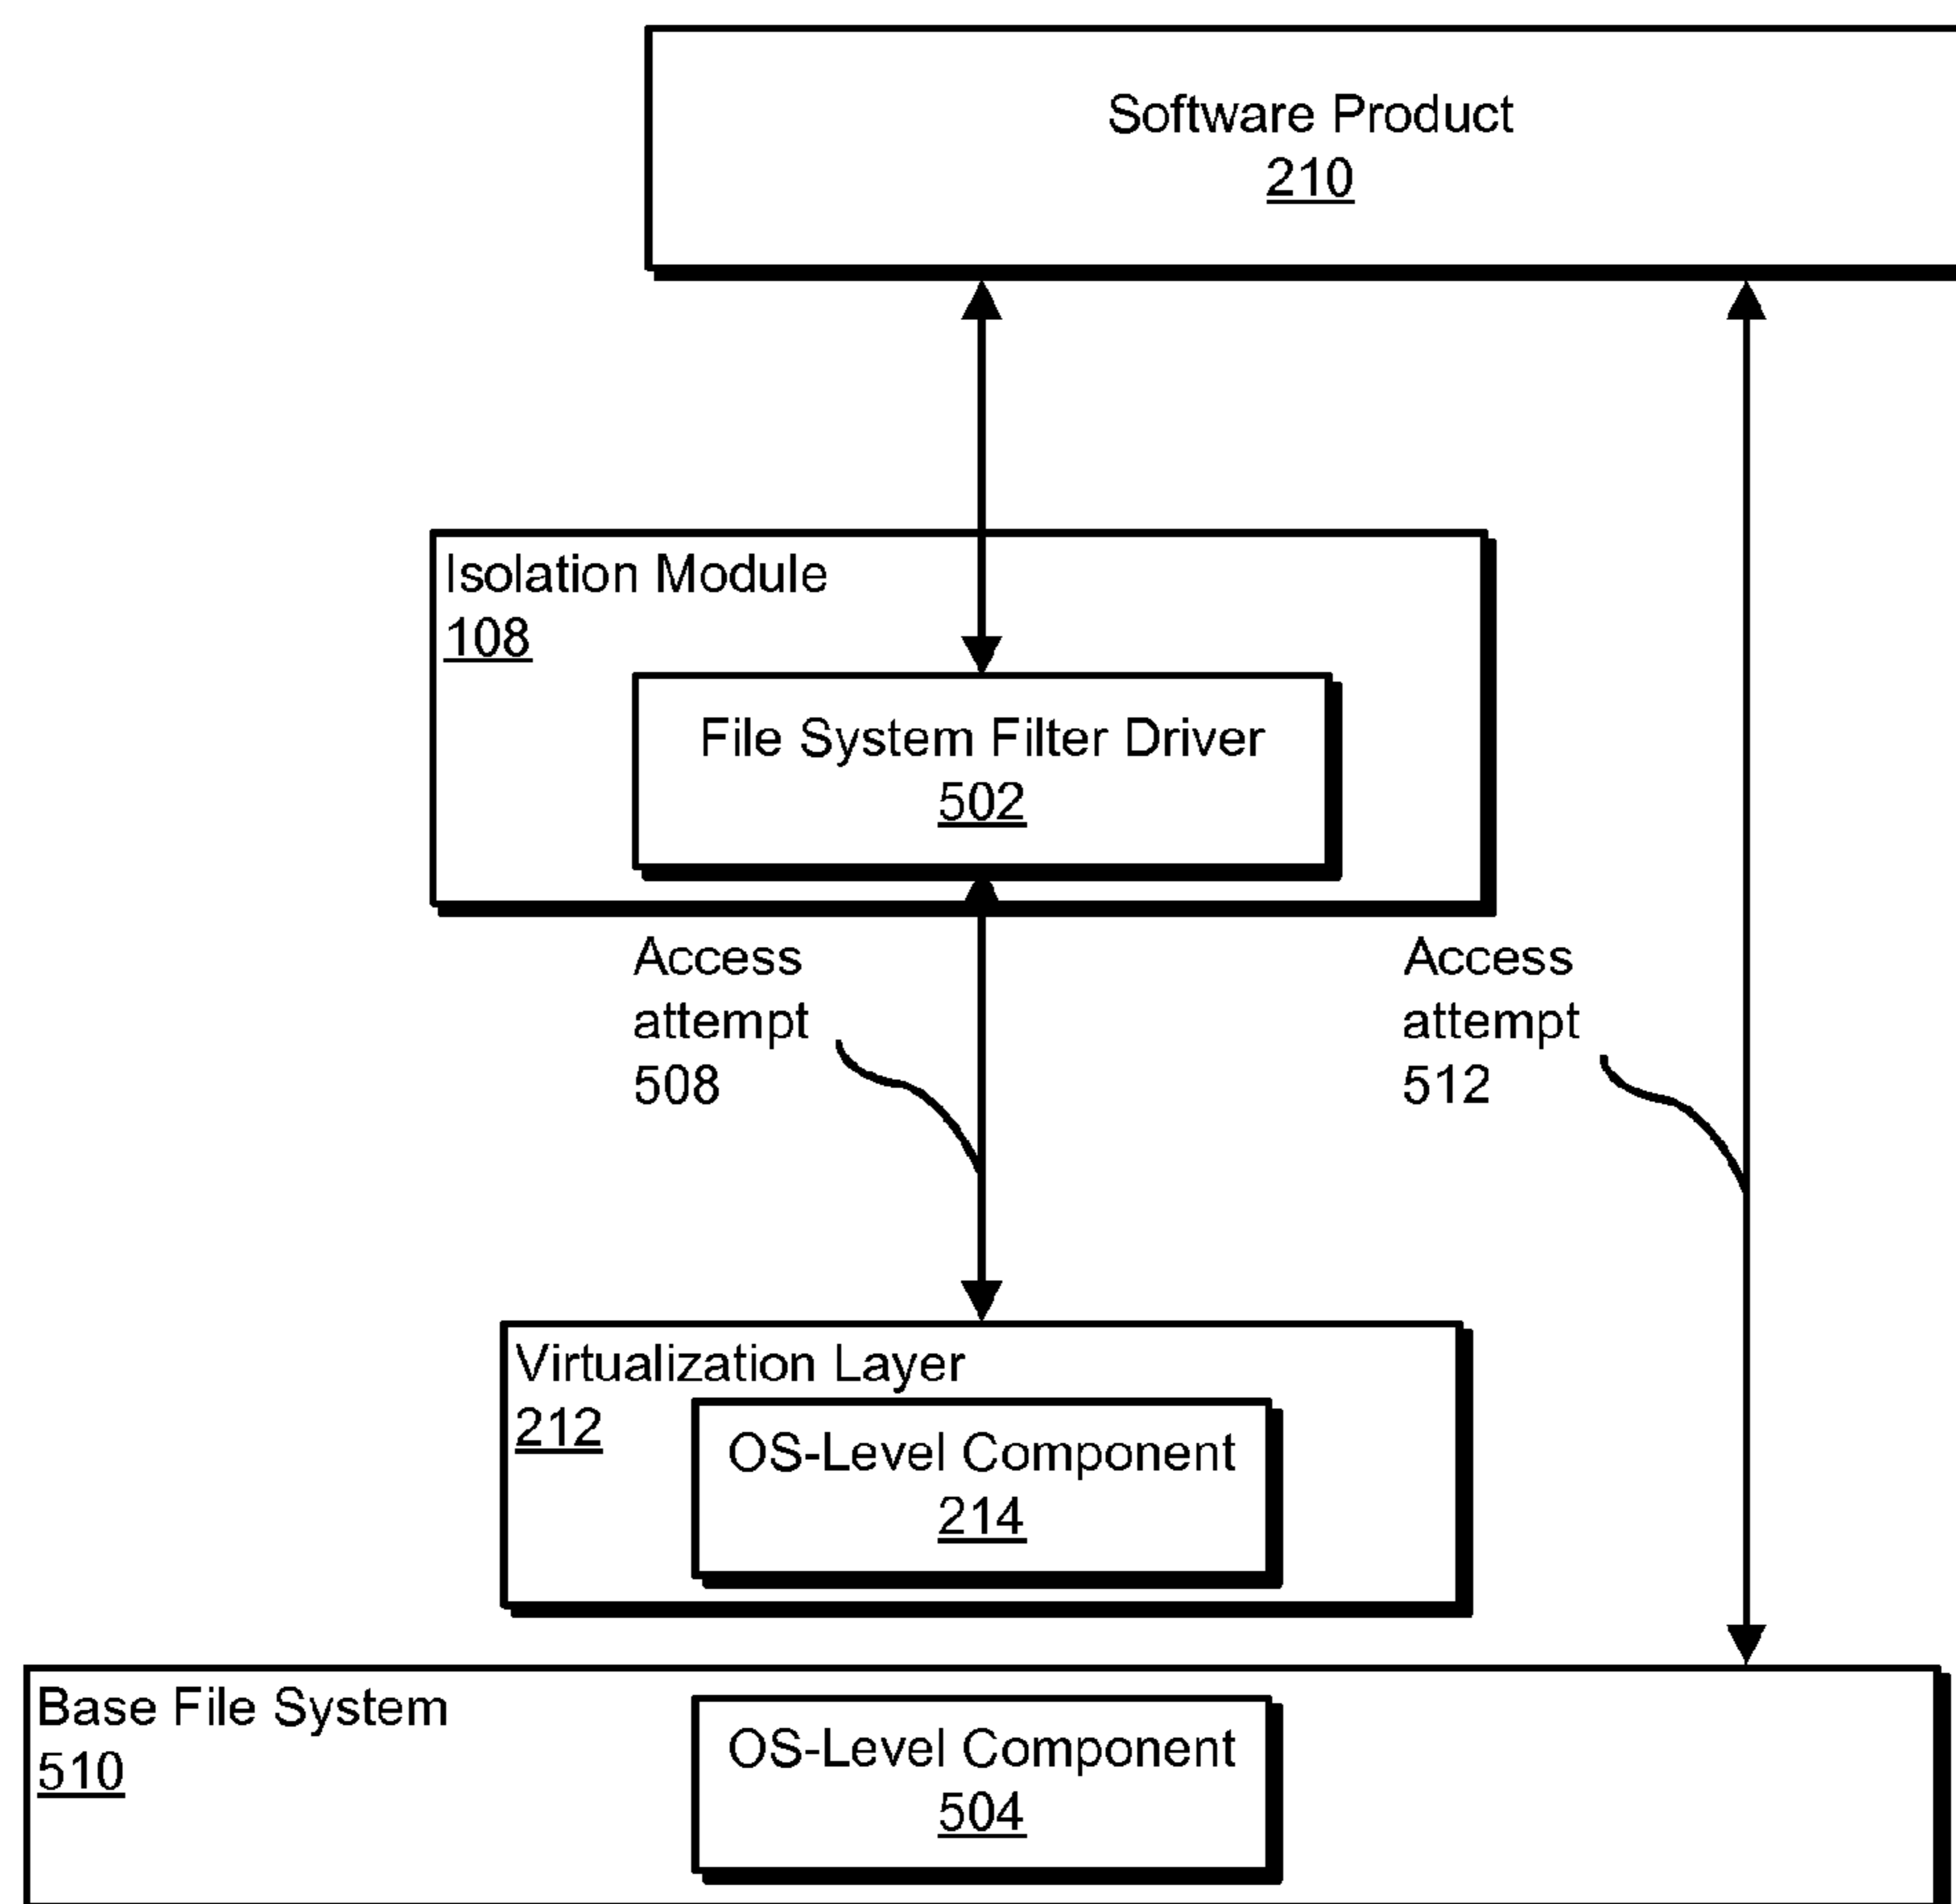 Software Product
210
Isolation Module
108
File System Filter Driver
502
Access
attempt
508
Access
attempt
512
Virtualization Layer
212
OS-Level Component
214
Base File System
510
OS-Level Component
504